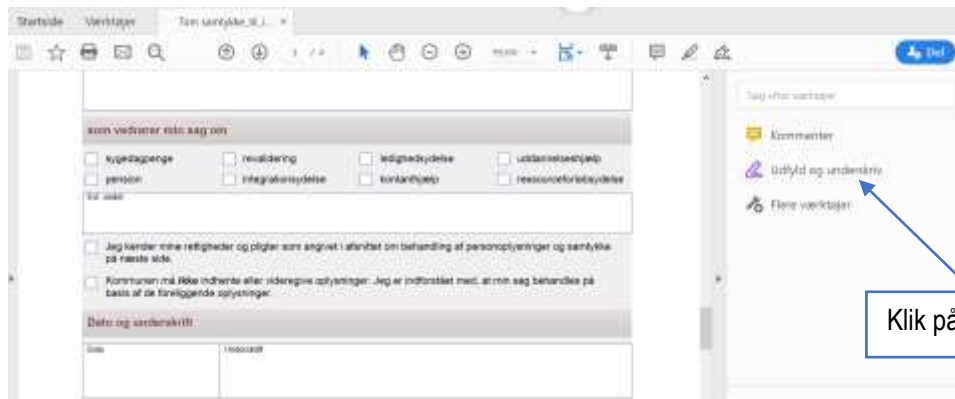 Startside Værktøjer Tom samtykke_til_i... ×
1 / 4
Del
Søg efter værktøjer
Kommenter
Udfyld og underskriv
Flere værktøjer
som vedrører min sag om
sygedagpenge revalidering ledighedsydelse uddannelseshjælp
pension integrationsydelse kontanthjælp ressourceforløbsydelse
Jeg kender mine rettigheder og pligter som angivet i afsnittet om behandling af personoplysninger og samtykke
på næste side.
Kommunen må ikke indhente eller videregive oplysninger. Jeg er indforstået med, at min sag behandles på
basis af de foreliggende oplysninger.
Dato og underskrift
Dato Underskrift
Klik på